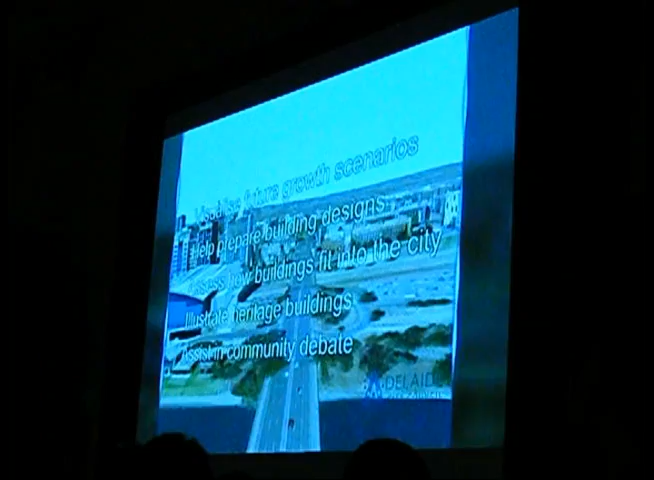 Visualise future growth scenarios
Help prepare building designs
Assess how buildings fit into the city
Illustrate heritage buildings
Assist in community debate
ADELAIDE